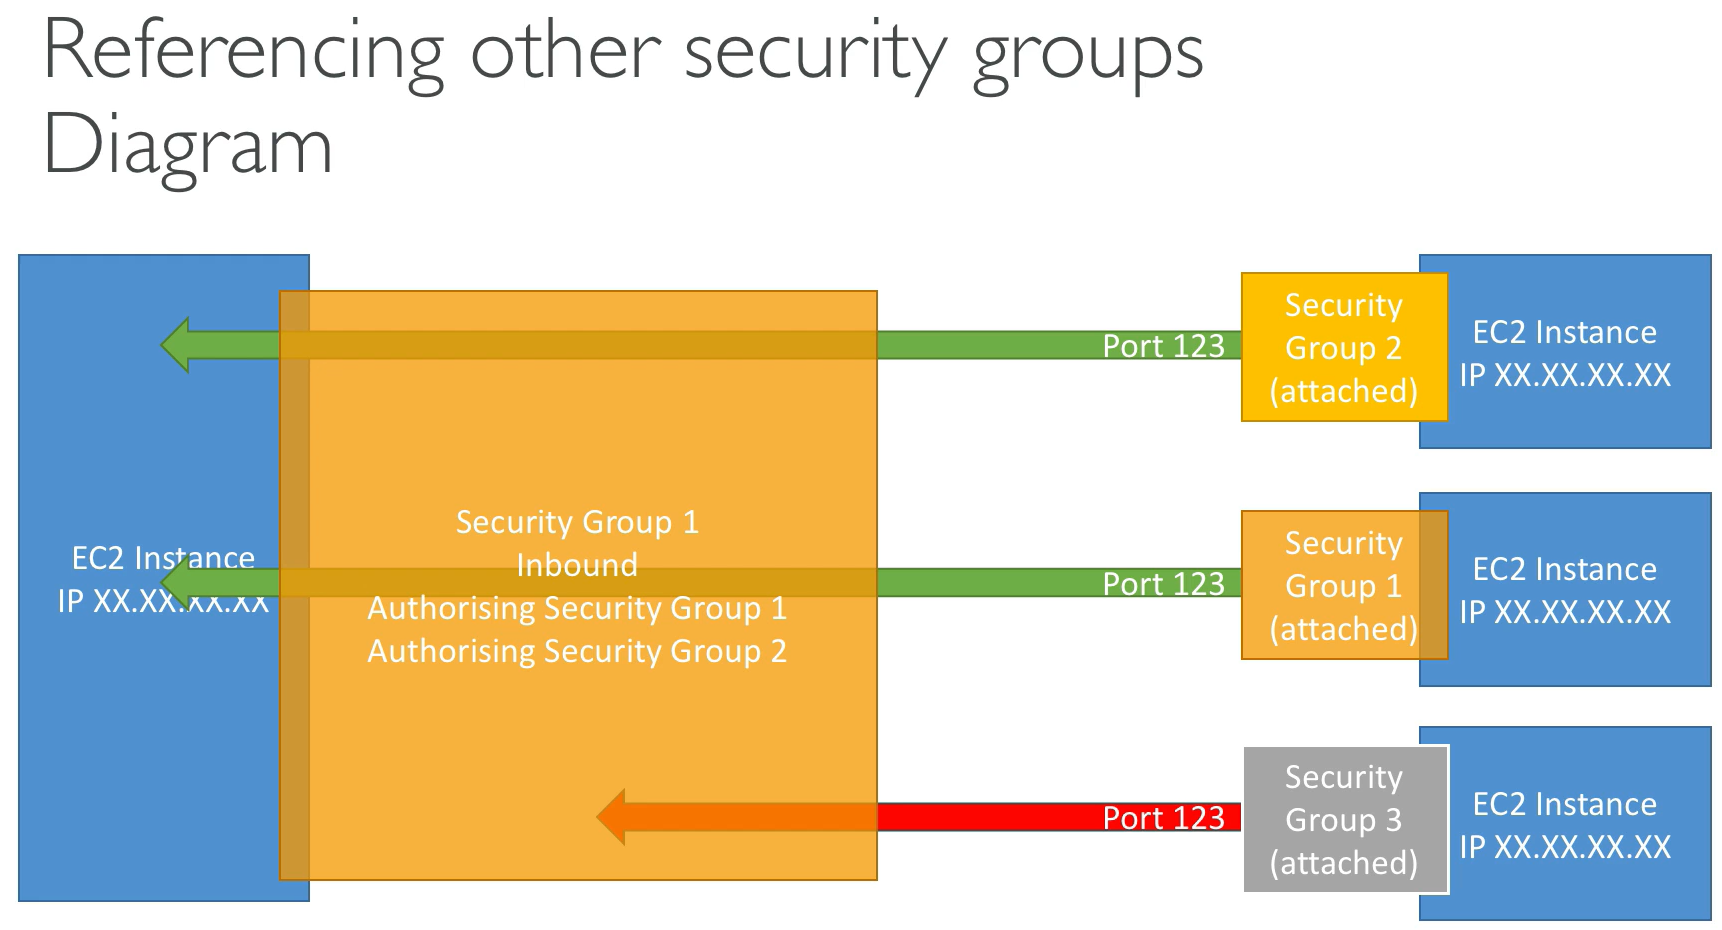 Referencing other security groups
Diagram
EC2 Instance
IP XX.XX.XX.XX
Security Group 1
Inbound
Authorising Security Group 1
Authorising Security Group 2
Port 123
Security
Group 2
(attached)
EC2 Instance
IP XX.XX.XX.XX
Port 123
Security
Group 1
(attached)
EC2 Instance
IP XX.XX.XX.XX
Port 123
Security
Group 3
(attached)
EC2 Instance
IP XX.XX.XX.XX